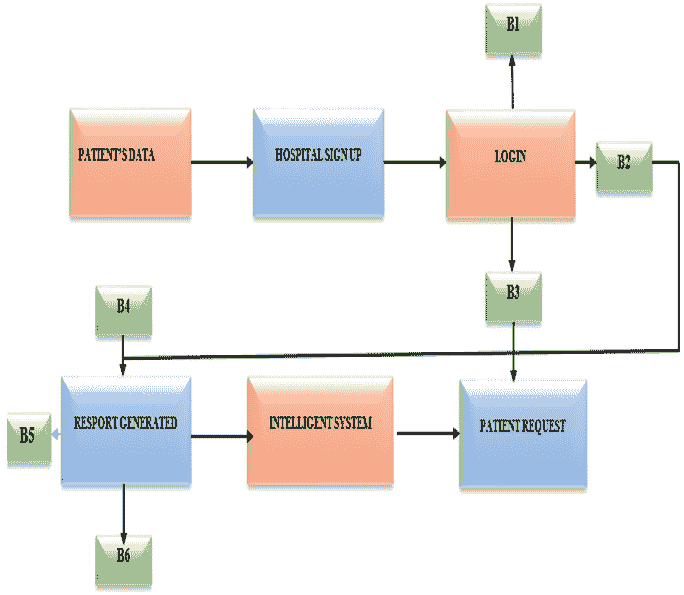 B1
PATIENT'S DATA
HOSPITAL SIGN UP
LOGIN
B2
B3
B4
RESPORT GENERATED
INTELLIGENT SYSTEM
PATIENT REQUEST
B5
B6